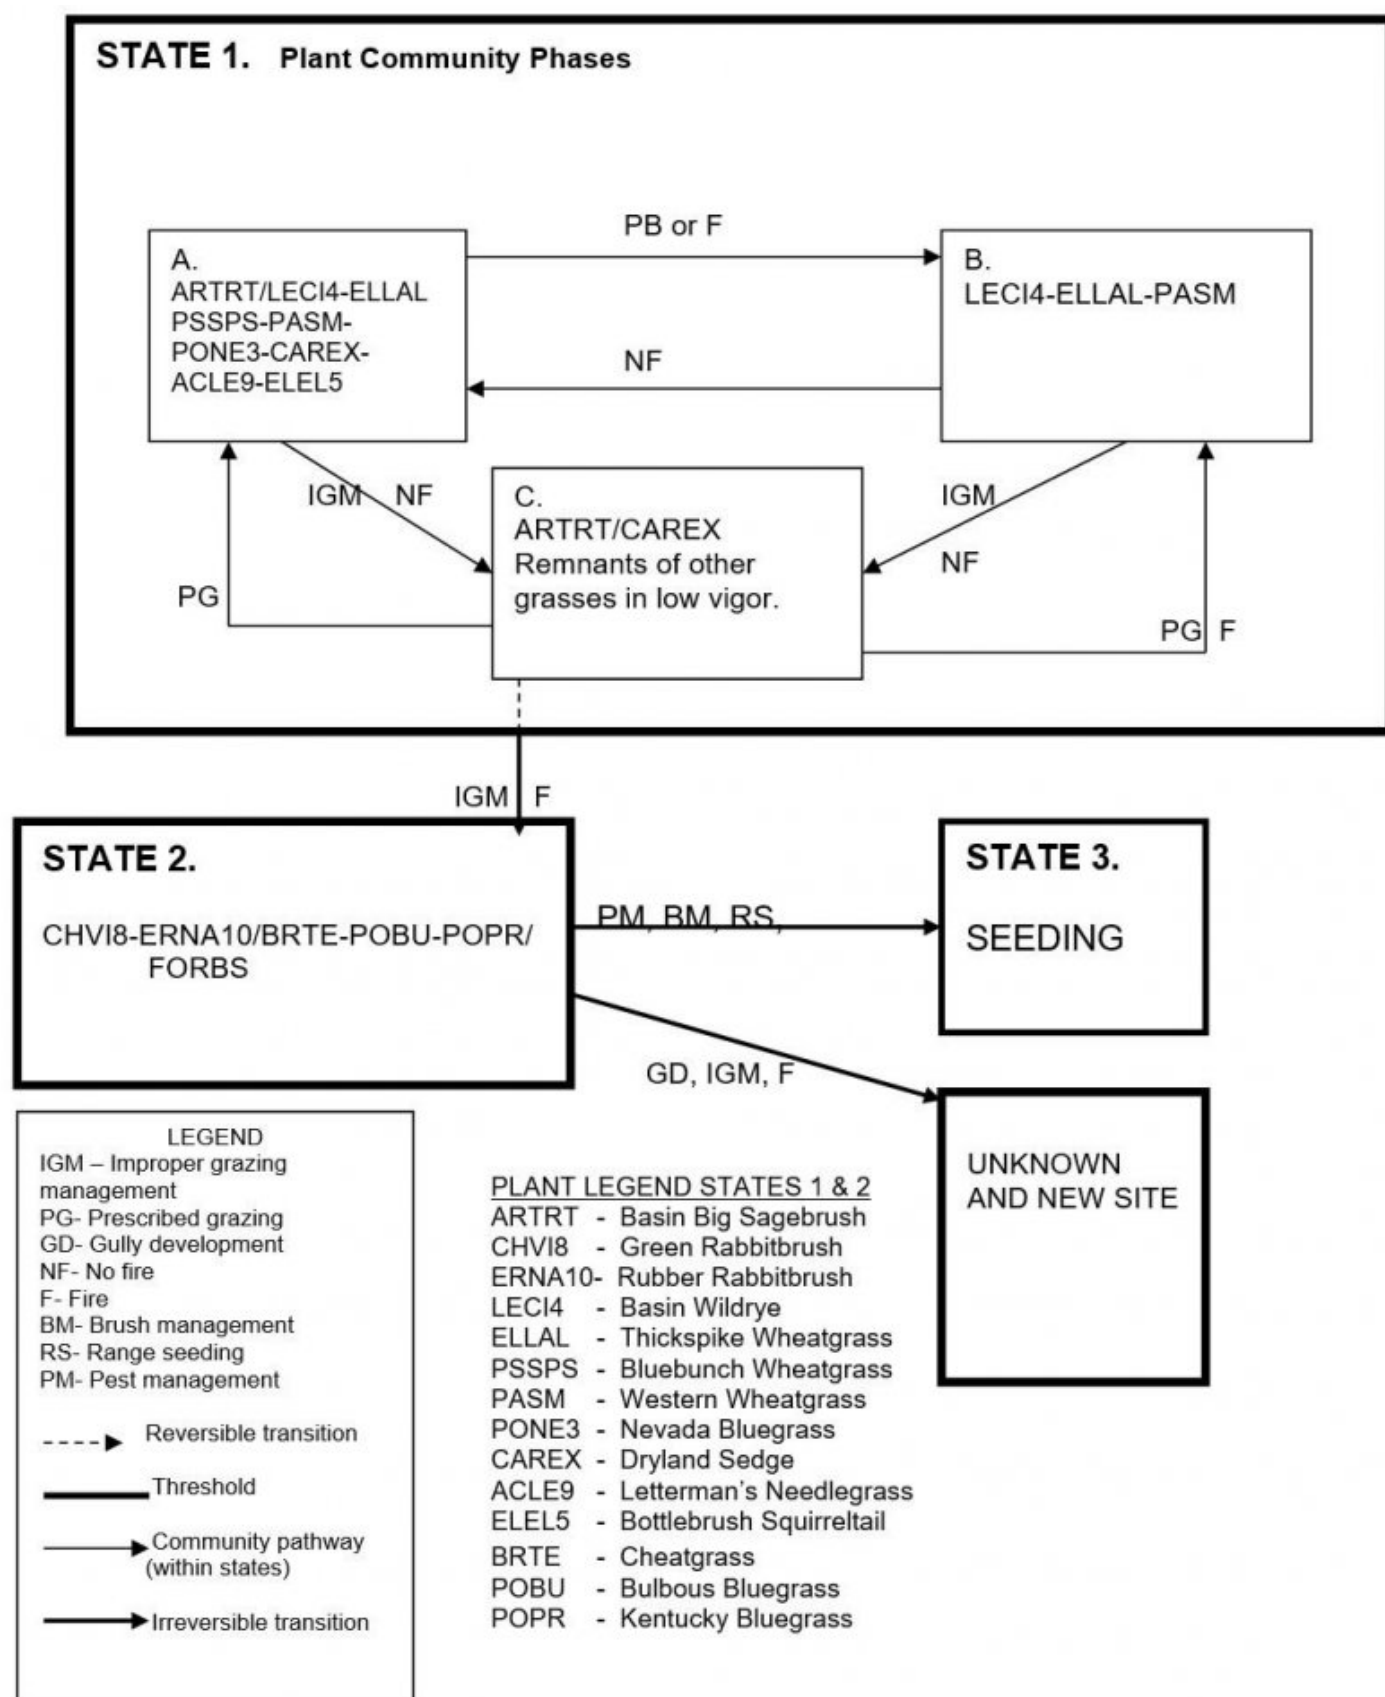 STATE 1. Plant Community Phases
PB or F
A.
ARTRT/LECI4-ELLAL
PSSPS-PASM-
PONE3-CAREX-
ACLE9-ELEL5
B.
LECI4-ELLAL-PASM
NF
IGM NF
C.
ARTRT/CAREX
Remnants of other
grasses in low vigor.
IGM
NF
PG
PG F
IGM F
STATE 2.
CHVI8-ERNA10/BRTE-POBU-POPR/
FORBS
PM, BM, RS,
STATE 3.
SEEDING
GD, IGM, F
UNKNOWN
AND NEW SITE
LEGEND
IGM – Improper grazing
management
PG- Prescribed grazing
GD- Gully development
NF- No fire
F- Fire
BM- Brush management
RS- Range seeding
PM- Pest management
Reversible transition
Threshold
Community pathway
(within states)
Irreversible transition
PLANT LEGEND STATES 1 & 2
ARTRT - Basin Big Sagebrush
CHVI8 - Green Rabbitbrush
ERNA10- Rubber Rabbitbrush
LECI4 - Basin Wildrye
ELLAL - Thickspike Wheatgrass
PSSPS - Bluebunch Wheatgrass
PASM - Western Wheatgrass
PONE3 - Nevada Bluegrass
CAREX - Dryland Sedge
ACLE9 - Letterman's Needlegrass
ELEL5 - Bottlebrush Squirreltail
BRTE - Cheatgrass
POBU - Bulbous Bluegrass
POPR - Kentucky Bluegrass